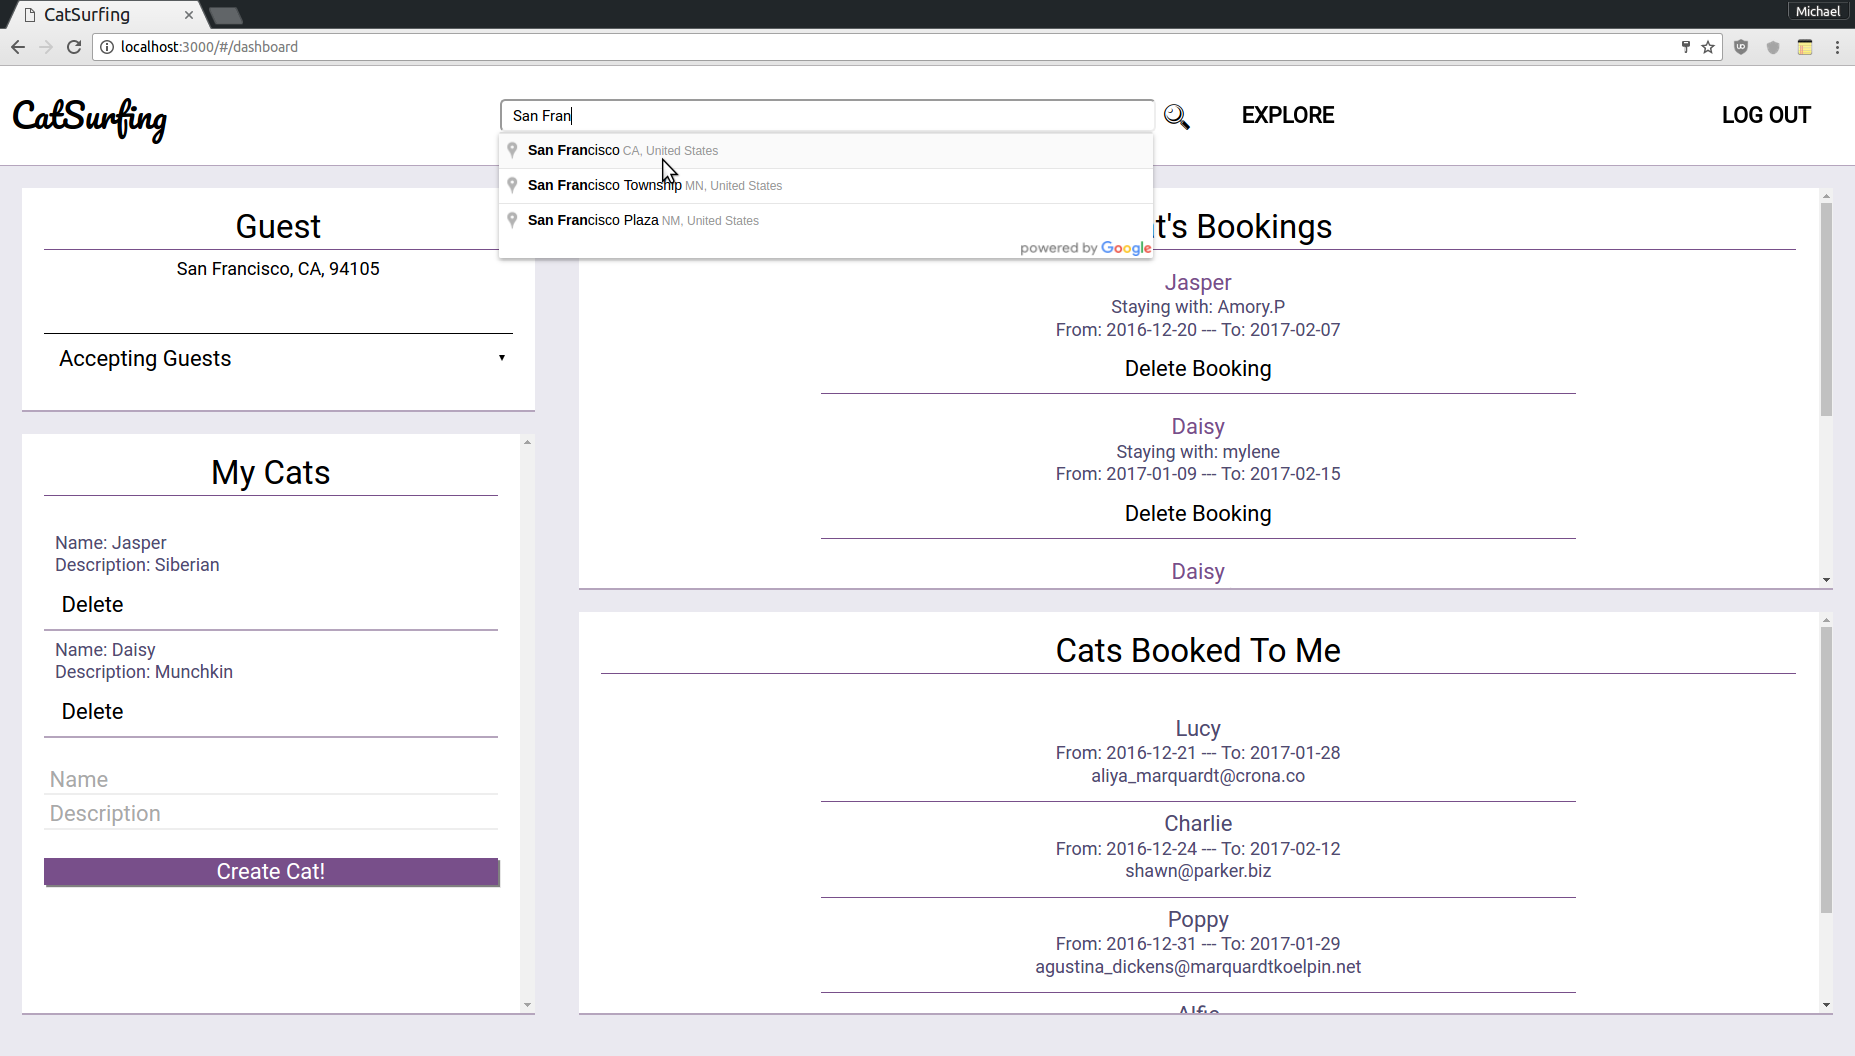 CatSurfing
Michael
localhost:3000/#/dashboard
CatSurfing
San Fran
EXPLORE
LOG OUT
San Francisco CA, United States
San Francisco Township MN, United States
San Francisco Plaza NM, United States
powered by Google
Guest
San Francisco, CA, 94105
Accepting Guests
My Cats
Name: Jasper
Description: Siberian
Delete
Name: Daisy
Description: Munchkin
Delete
Name
Description
Create Cat!
t's Bookings
Jasper
Staying with: Amory.P
From: 2016-12-20 --- To: 2017-02-07
Delete Booking
Daisy
Staying with: mylene
From: 2017-01-09 --- To: 2017-02-15
Delete Booking
Daisy
Cats Booked To Me
Lucy
From: 2016-12-21 --- To: 2017-01-28
aliya_marquardt@crona.co
Charlie
From: 2016-12-24 --- To: 2017-02-12
shawn@parker.biz
Poppy
From: 2016-12-31 --- To: 2017-01-29
agustina_dickens@marquardtkoelpin.net
Alfie